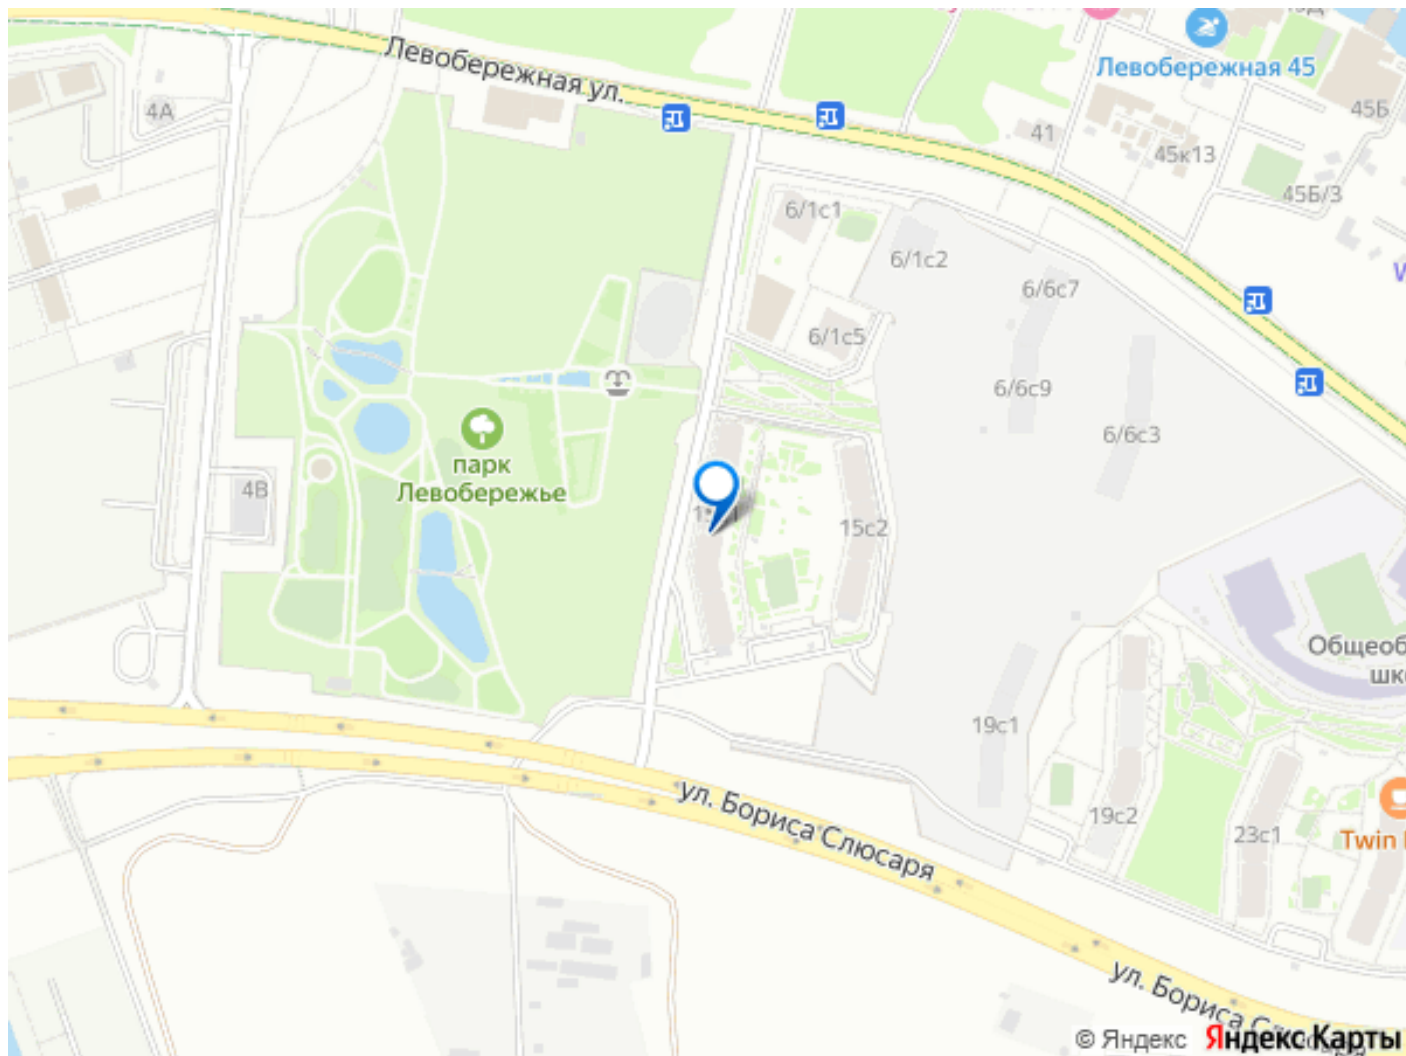 Левобережная ул.
Левобережная 45
4А
45Б
41
45к13
45Б/3
6/1с1
6/1с2
6/6с7
6/1с5
6/6с9
6/6с3
парк
Левобережье
4В
15с2
Общеоб
шк
19с1
19с2
23с1
Twin
ул. Бориса Слюсаря
ул. Бориса
© Яндекс Яндекс Карты